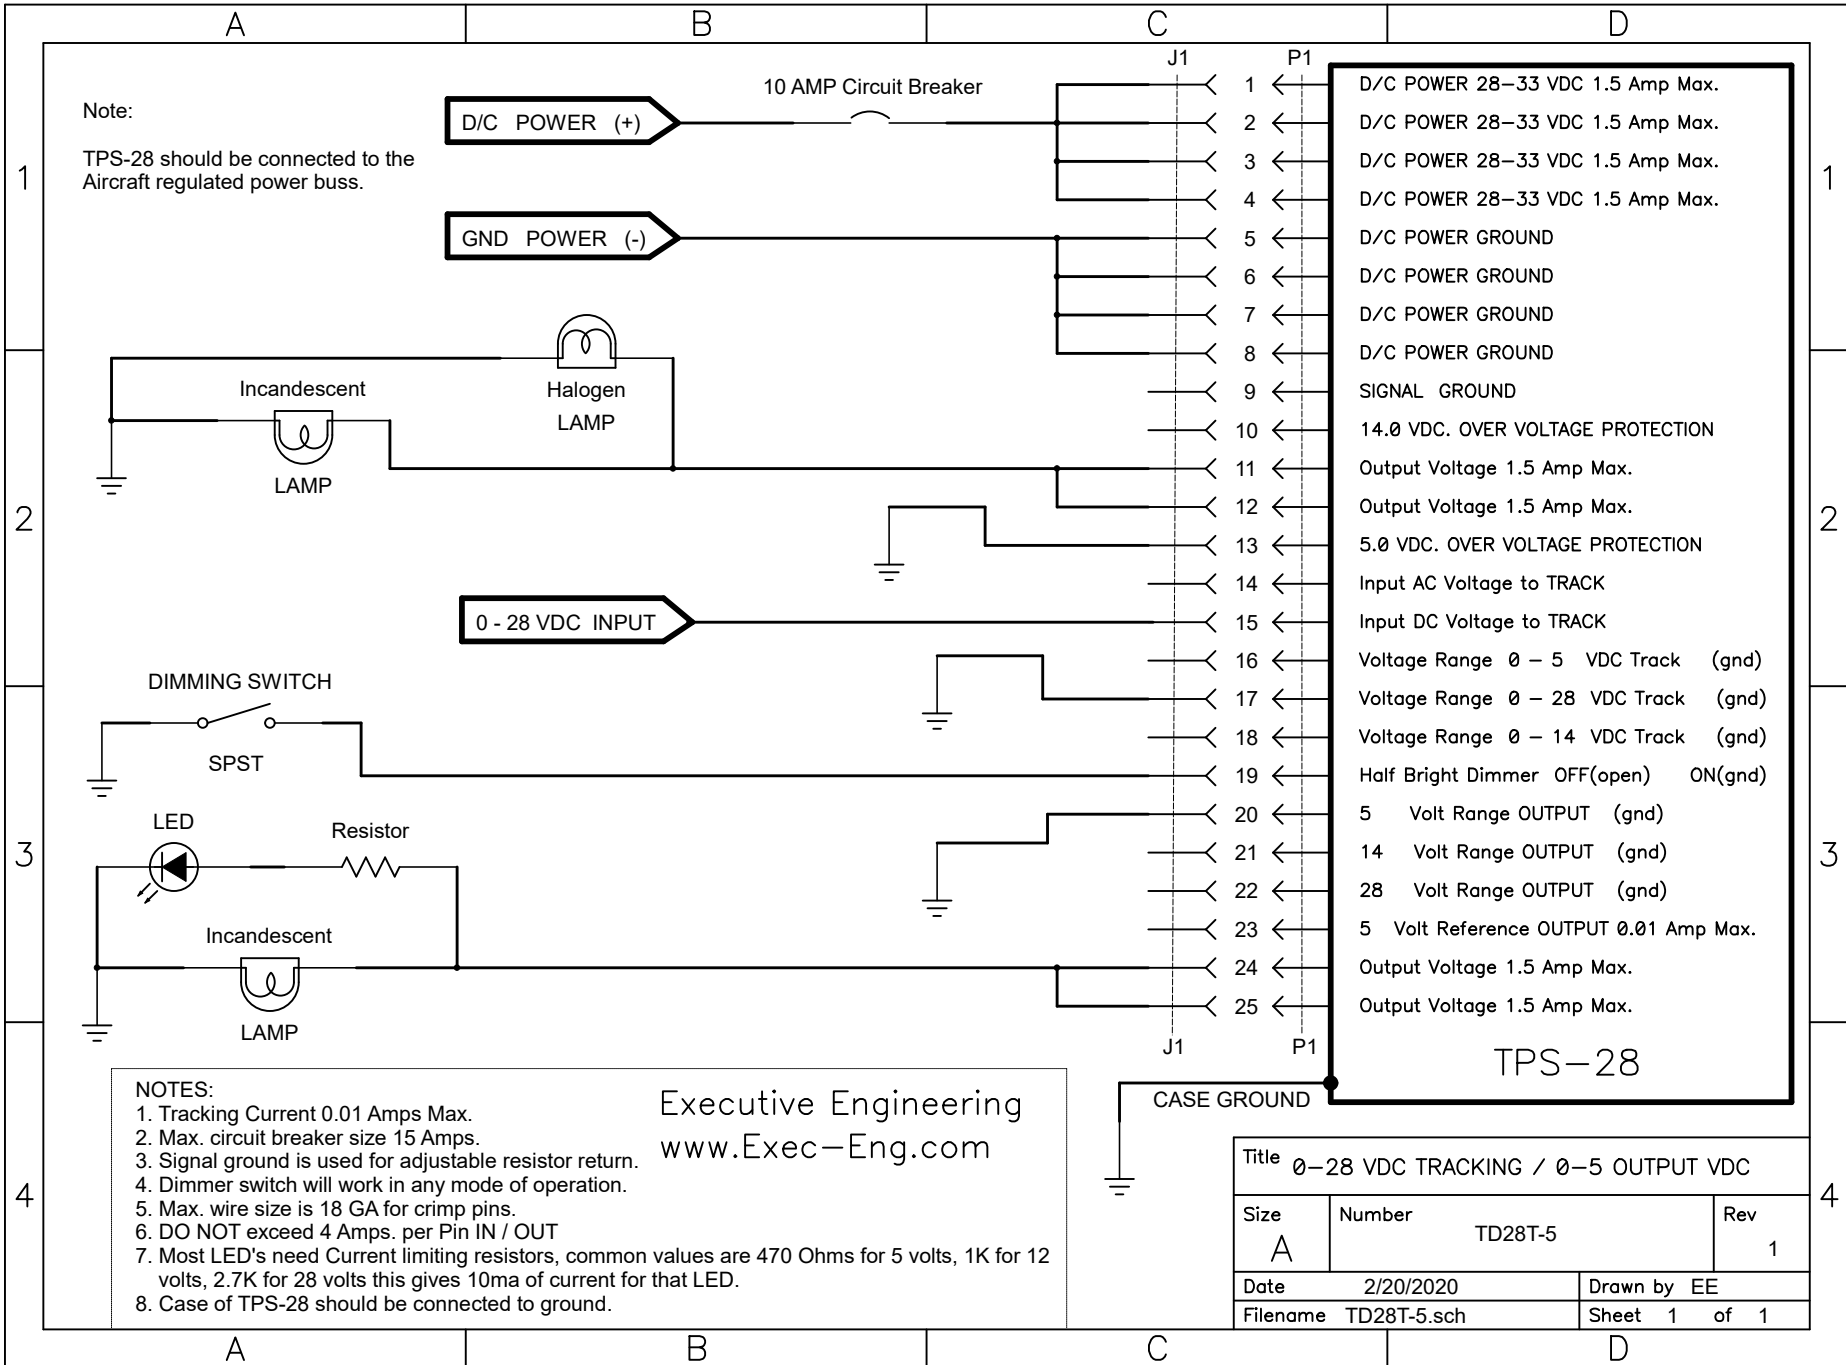 A B C D
J1 P1
Note:
TPS-28 should be connected to the
Aircraft regulated power buss.
1
D/C POWER (+)
10 AMP Circuit Breaker
GND POWER (-)
1 D/C POWER 28–33 VDC 1.5 Amp Max.
2 D/C POWER 28–33 VDC 1.5 Amp Max.
3 D/C POWER 28–33 VDC 1.5 Amp Max.
4 D/C POWER 28–33 VDC 1.5 Amp Max.
5 D/C POWER GROUND
6 D/C POWER GROUND
7 D/C POWER GROUND
8 D/C POWER GROUND
9 SIGNAL GROUND
10 14.0 VDC. OVER VOLTAGE PROTECTION
11 Output Voltage 1.5 Amp Max.
12 Output Voltage 1.5 Amp Max.
13 5.0 VDC. OVER VOLTAGE PROTECTION
14 Input AC Voltage to TRACK
15 Input DC Voltage to TRACK
16 Voltage Range 0 – 5 VDC Track (gnd)
17 Voltage Range 0 – 28 VDC Track (gnd)
18 Voltage Range 0 – 14 VDC Track (gnd)
19 Half Bright Dimmer OFF(open) ON(gnd)
20 5 Volt Range OUTPUT (gnd)
21 14 Volt Range OUTPUT (gnd)
22 28 Volt Range OUTPUT (gnd)
23 5 Volt Reference OUTPUT 0.01 Amp Max.
24 Output Voltage 1.5 Amp Max.
25 Output Voltage 1.5 Amp Max.
1
Incandescent
LAMP
Halogen
LAMP
2
0 - 28 VDC INPUT
2
DIMMING SWITCH
SPST
3
LED
Resistor
Incandescent
LAMP
3
J1 P1
TPS–28
CASE GROUND
NOTES:
1. Tracking Current 0.01 Amps Max.
2. Max. circuit breaker size 15 Amps.
3. Signal ground is used for adjustable resistor return.
4. Dimmer switch will work in any mode of operation.
5. Max. wire size is 18 GA for crimp pins.
6. DO NOT exceed 4 Amps. per Pin IN / OUT
7. Most LED's need Current limiting resistors, common values are 470 Ohms for 5 volts, 1K for 12
volts, 2.7K for 28 volts this gives 10ma of current for that LED.
8. Case of TPS-28 should be connected to ground.
Executive Engineering
www.Exec–Eng.com
4
Title 0–28 VDC TRACKING / 0–5 OUTPUT VDC
Size A
Number TD28T-5
Rev 1
Date 2/20/2020
Drawn by EE
Filename TD28T-5.sch
Sheet 1 of 1
4
A B C D